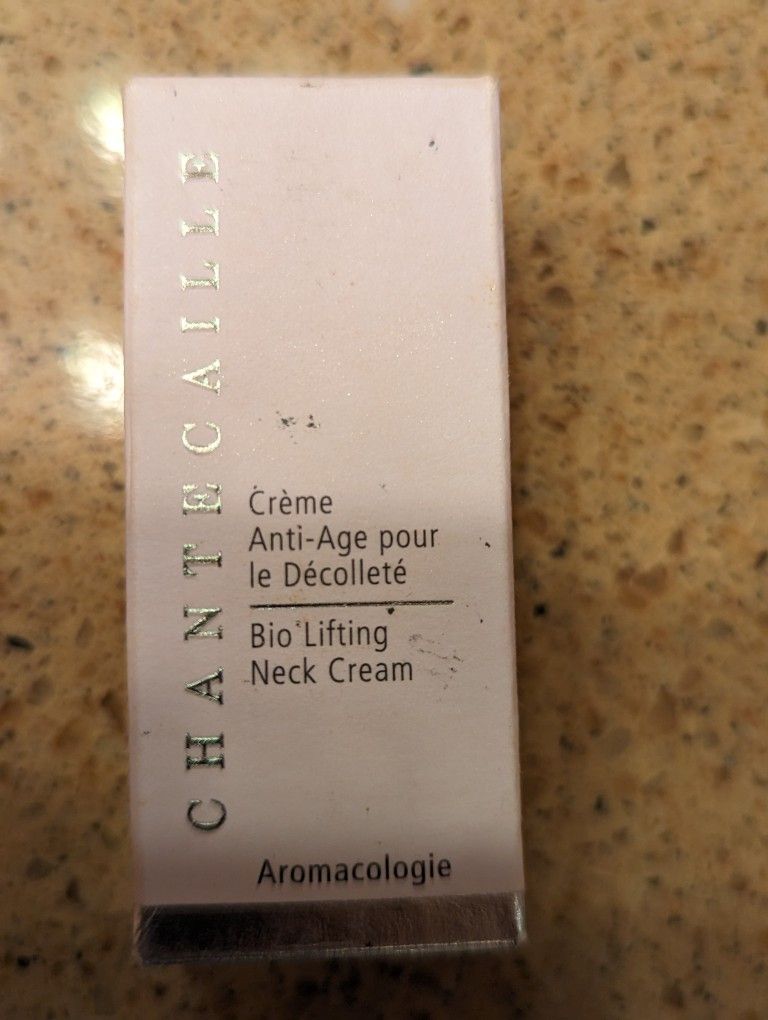 CHANTECAILLE
Crème
Anti-Age pour
le Décolleté
Bio Lifting
Neck Cream
Aromacologie